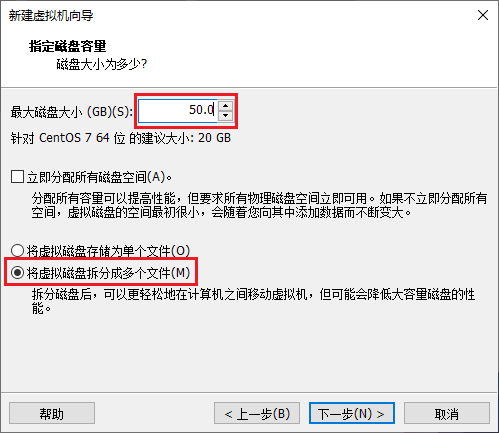 新建虚拟机向导
指定磁盘容量
磁盘大小为多少?
最大磁盘大小 (GB)(S): 50.0
针对 CentOS 7 64 位 的建议大小: 20 GB
立即分配所有磁盘空间(A)。
分配所有容量可以提高性能，但要求所有物理磁盘空间立即可用。如果不立即分配所有
空间，虚拟磁盘的空间最初很小，会随着您向其中添加数据而不断变大。
将虚拟磁盘存储为单个文件(O)
将虚拟磁盘拆分成多个文件(M)
拆分磁盘后，可以更轻松地在计算机之间移动虚拟机，但可能会降低大容量磁盘的性
能。
帮助 < 上一步(B) 下一步(N) > 取消